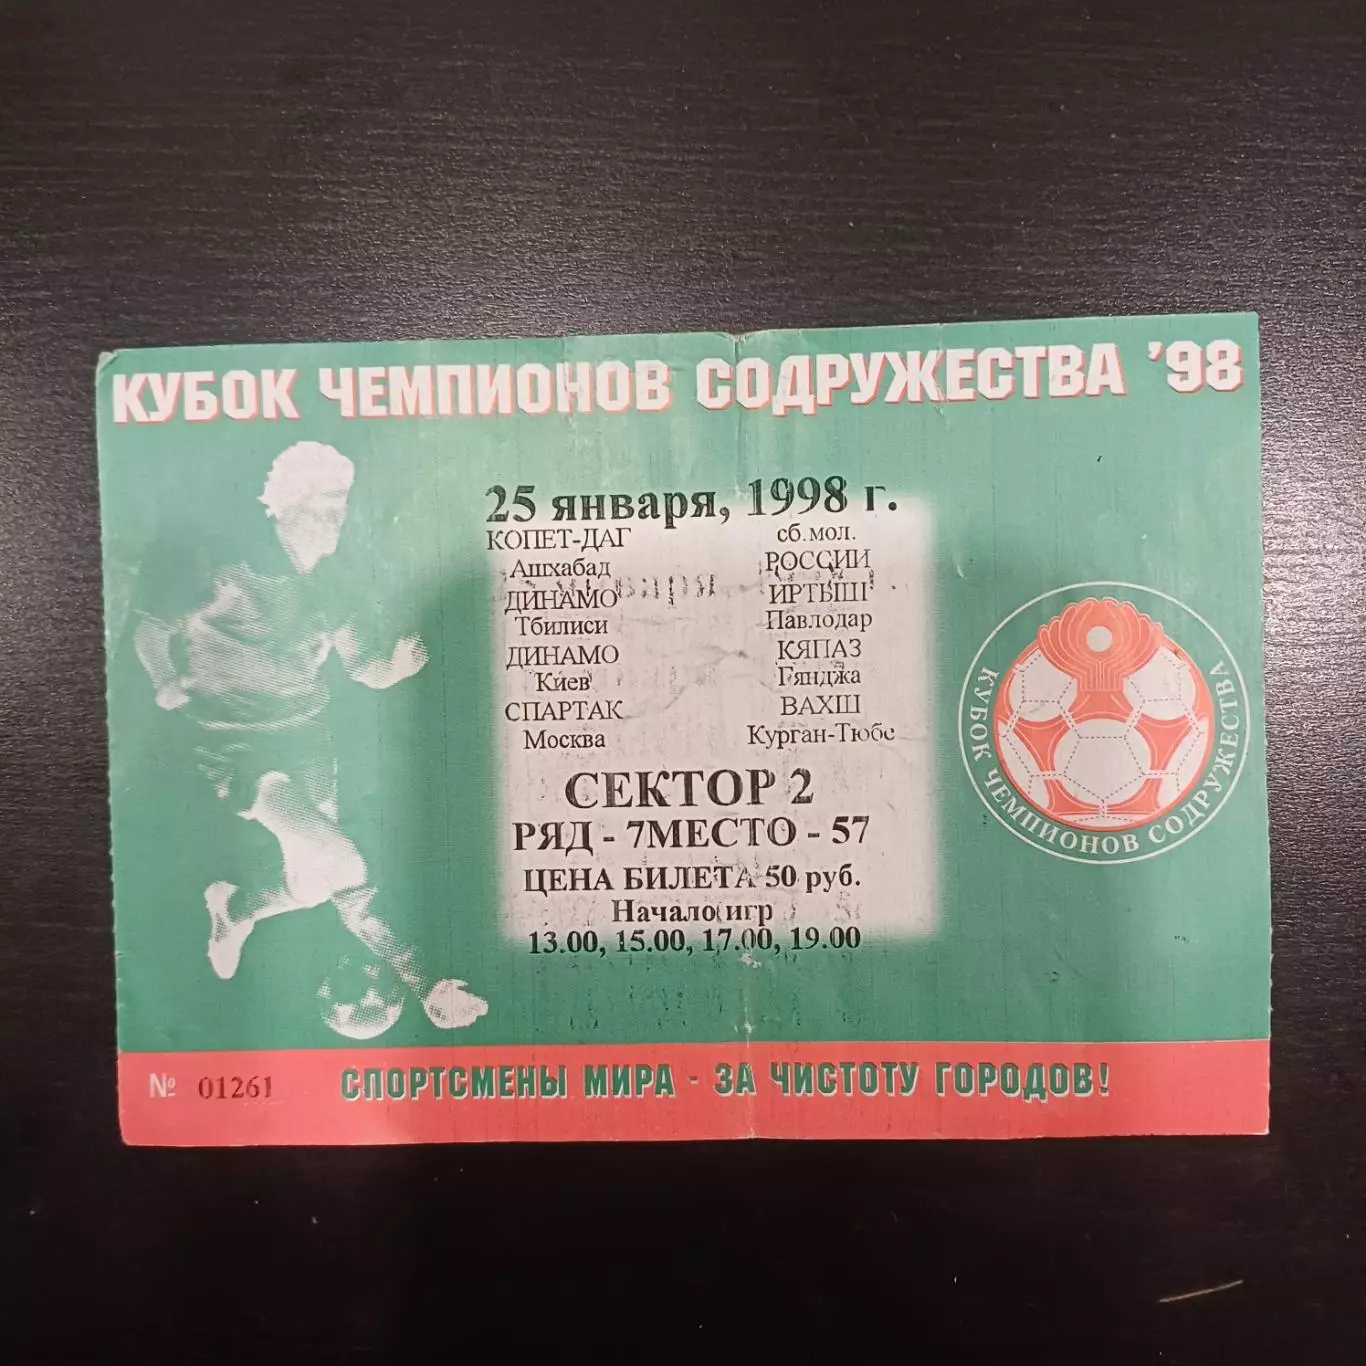 КУБОК ЧЕМПИОНОВ СОДРУЖЕСТВА '98
25 января, 1998 г.
КОПЕТ-ДАГ сб.мол.
Ашхабад РОССИИ
ДИНАМО ИРТЫШ
Тбилиси Павлодар
ДИНАМО КЯПАЗ
Киев Гянджа
СПАРТАК ВАХШ
Москва Курган-Тюбе
СЕКТОР 2
РЯД - 7МЕСТО - 57
ЦЕНА БИЛЕТА 50 руб.
Начало игр
13.00, 15.00, 17.00, 19.00
КУБОК ЧЕМПИОНОВ СОДРУЖЕСТВА
№ 01261 СПОРТСМЕНЫ МИРА - ЗА ЧИСТОТУ ГОРОДОВ!